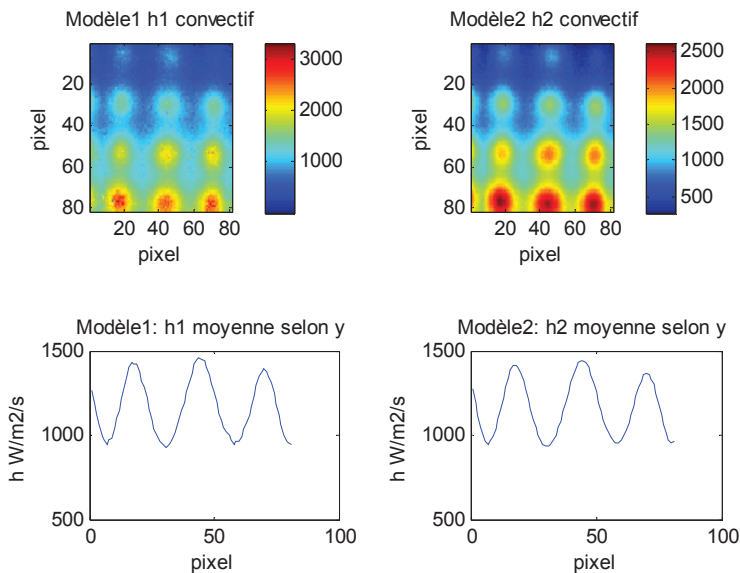 Modèle1 h1 convectif
20
40
60
80
20 40 60 80
pixel
pixel
3000
2000
1000
Modèle2 h2 convectif
20
40
60
80
20 40 60 80
pixel
pixel
2500
2000
1500
1000
500
Modèle1: h1 moyenne selon y
1500
1000
500
0 50 100
h W/m2/s
pixel
Modèle2: h2 moyenne selon y
1500
1000
500
0 50 100
h W/m2/s
pixel